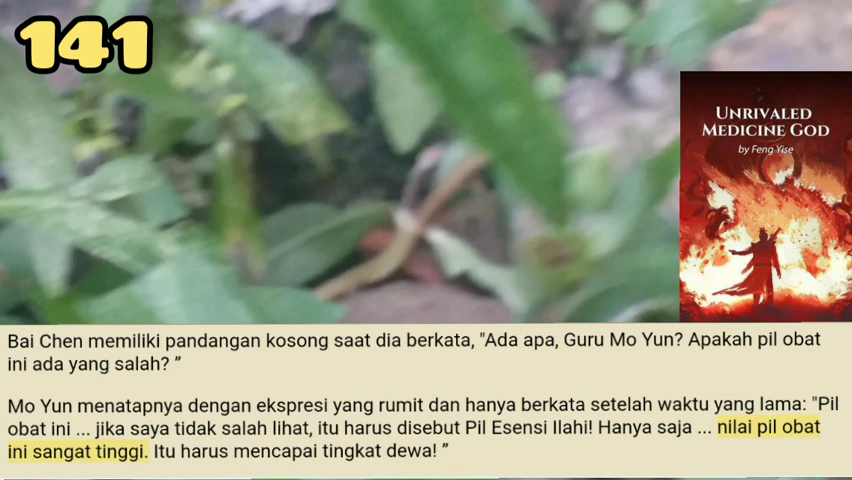 141
UNRIVALED
MEDICINE GOD
by Feng Yise
Bai Chen memiliki pandangan kosong saat dia berkata, "Ada apa, Guru Mo Yun? Apakah pil obat
ini ada yang salah? ”
Mo Yun menatapnya dengan ekspresi yang rumit dan hanya berkata setelah waktu yang lama: "Pil
obat ini ... jika saya tidak salah lihat, itu harus disebut Pil Esensi Ilahi! Hanya saja ... nilai pil obat
ini sangat tinggi. Itu harus mencapai tingkat dewa! ”